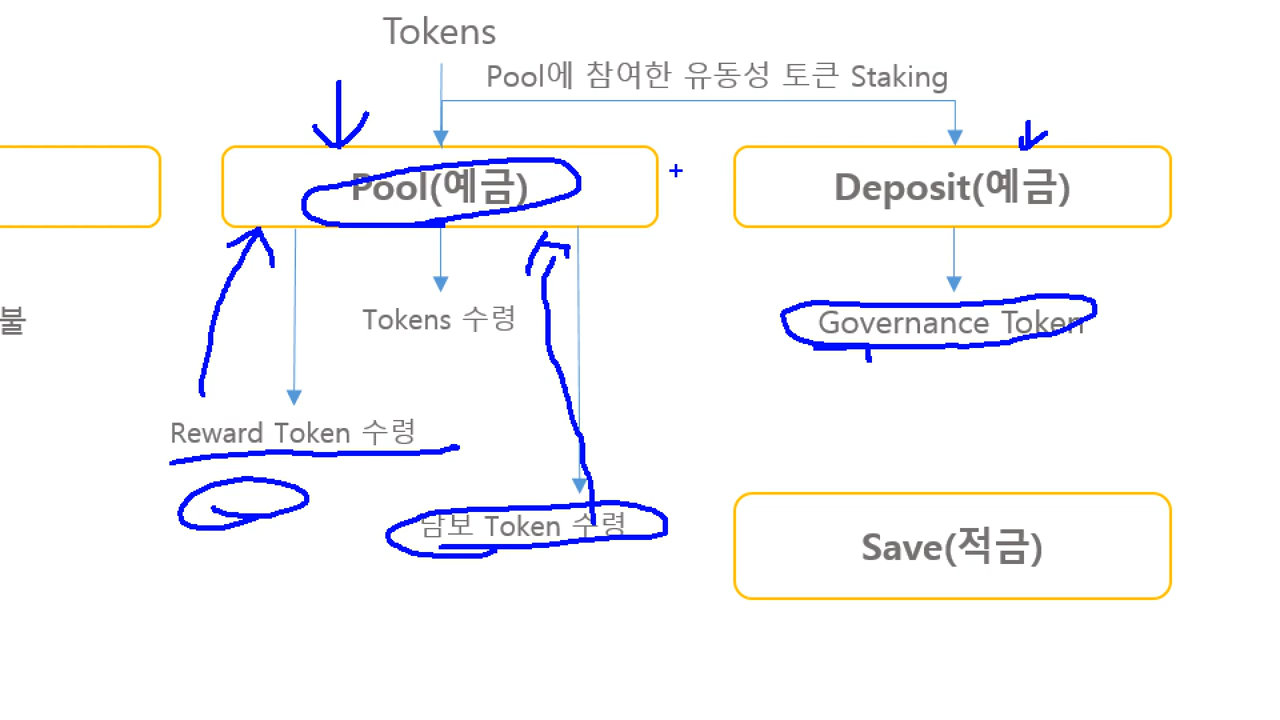 Tokens
Pool에 참여한 유동성 토큰 Staking
Pool(예금)
Deposit(예금)
불
Tokens 수령
Governance Token
Reward Token 수령
담보 Token 수령
Save(적금)